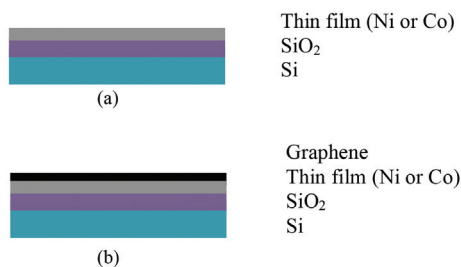 Thin film (Ni or Co)
SiO₂
Si
(a)
Graphene
Thin film (Ni or Co)
SiO₂
Si
(b)